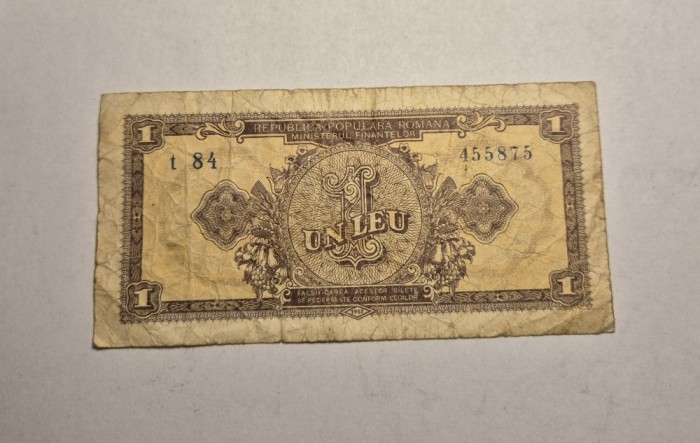 1 REPUBLICA POPULARA ROMANA 1
MINISTERUL FINANTELOR
t 84 455875
1
UN LEU
1 FALSIFICAREA ACESTOR BILETE 1
SE PEDEPSESTE CONFORM LEGILOR